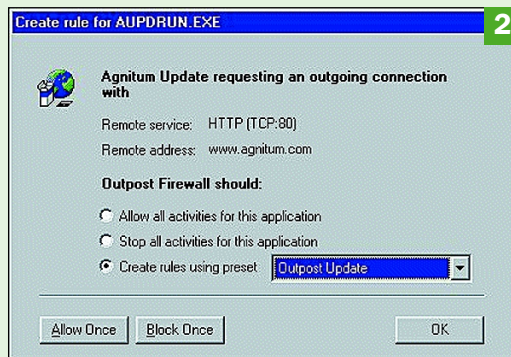 Create rule for AUPDRUN.EXE
2
Agnitum Update requesting an outgoing connection
with
Remote service: HTTP (TCP:80)
Remote address: www.agnitum.com
Outpost Firewall should:
Allow all activities for this application
Stop all activities for this application
Create rules using preset Outpost Update
Allow Once Block Once OK